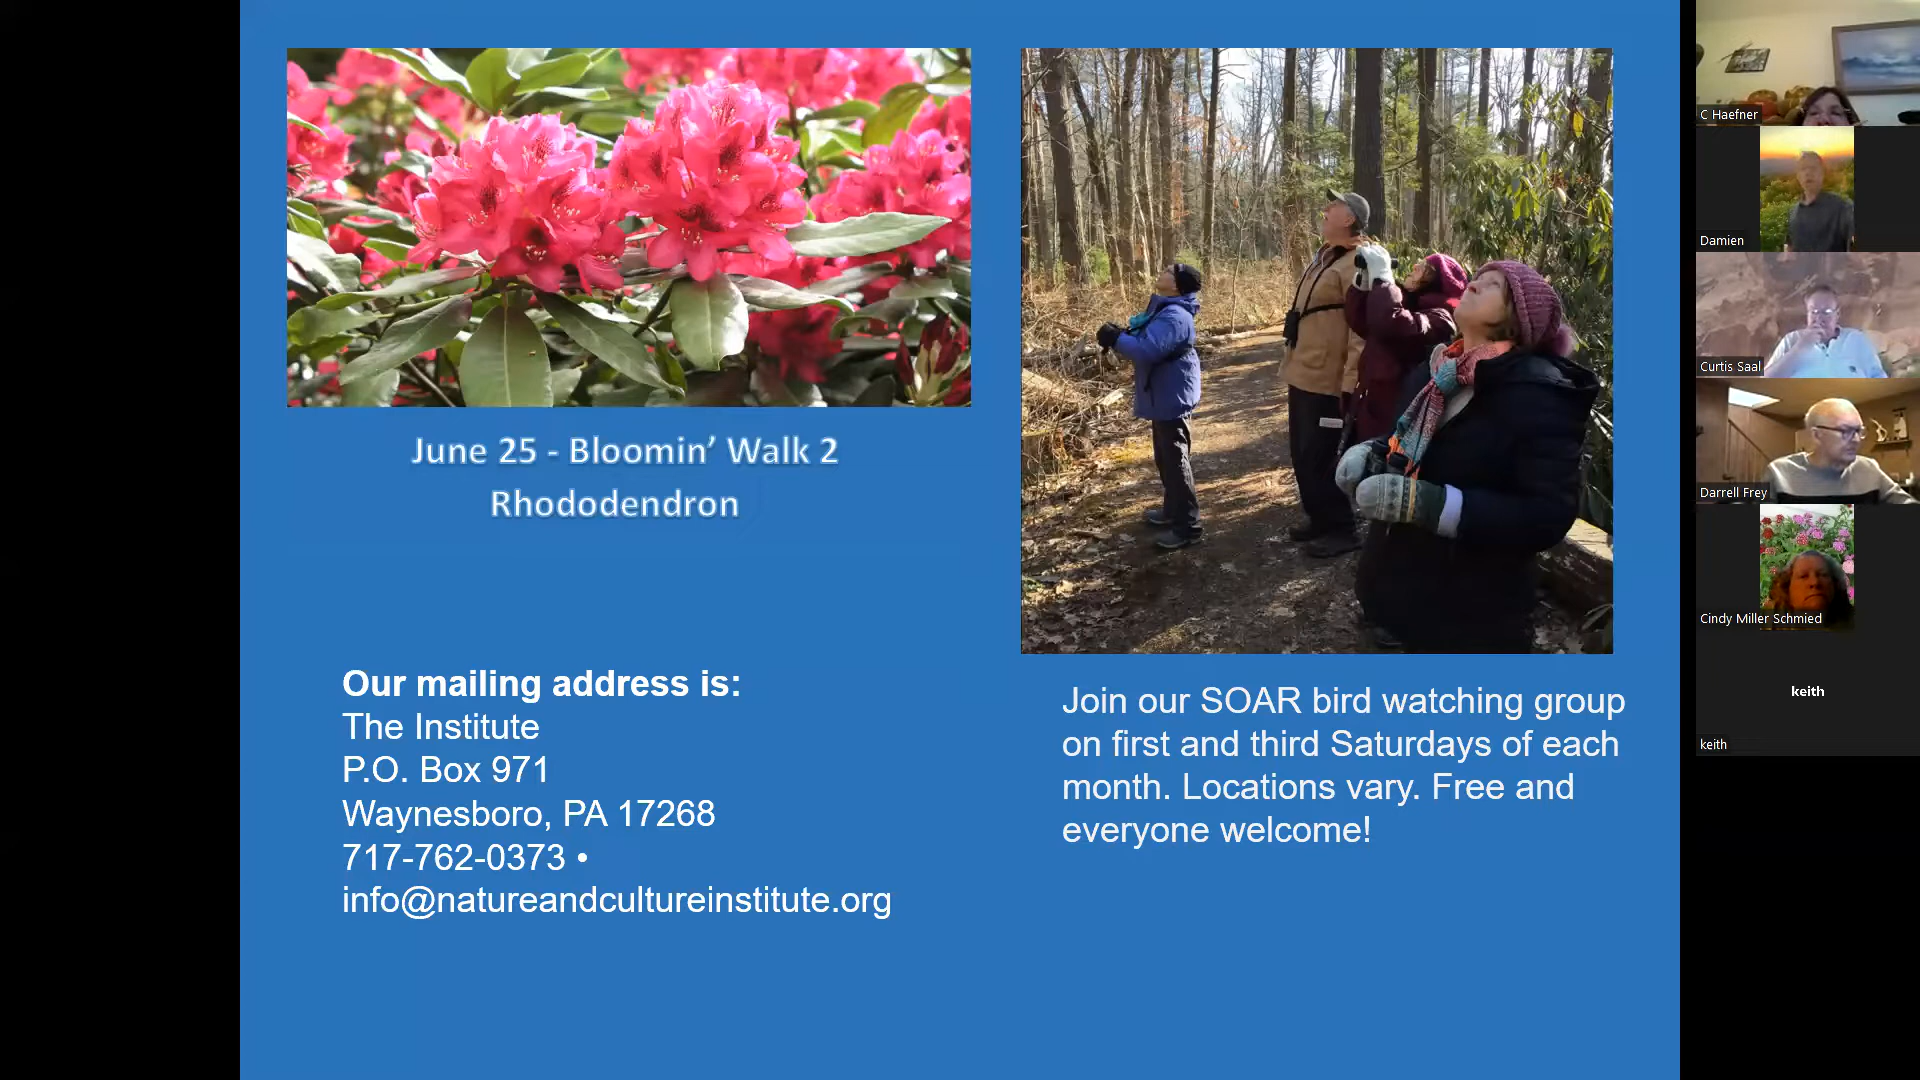 June 25 - Bloomin’ Walk 2
Rhododendron
Our mailing address is:
The Institute
P.O. Box 971
Waynesboro, PA 17268
717-762-0373 •
info@natureandcultureinstitute.org
Join our SOAR bird watching group
on first and third Saturdays of each
month. Locations vary. Free and
everyone welcome!
C Haefner
Damien
Curtis Saal
Darrell Frey
Cindy Miller Schmied
keith
keith